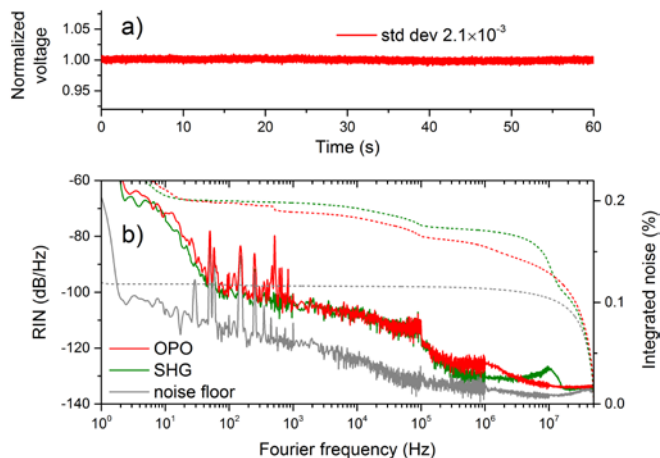 a)
std dev 2.1×10⁻³
Normalized
voltage
1.05
1.00
0.95
0 10 20 30 40 50 60
Time (s)
b)
RIN (dB/Hz)
-60
-80
-100
-120
-140
OPO
SHG
noise floor
0.2
0.1
0.0
Integrated noise (%)
10⁰ 10¹ 10² 10³ 10⁴ 10⁵ 10⁶ 10⁷
Fourier frequency (Hz)